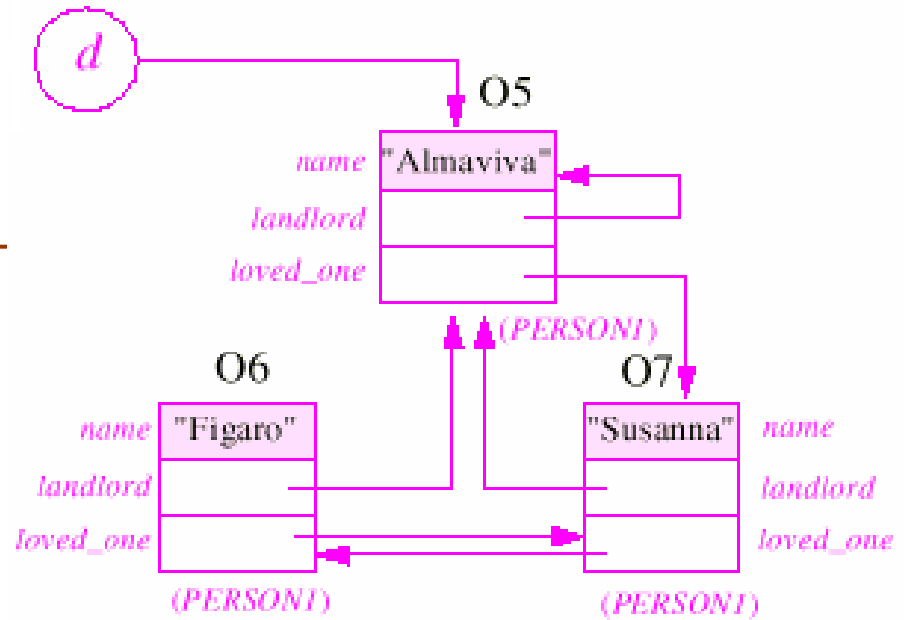 d
O5
name "Almaviva"
landlord
loved_one
(PERSON1)
O6
O7
name "Figaro"
"Susanna" name
landlord
landlord
loved_one
loved_one
(PERSON1)
(PERSON1)